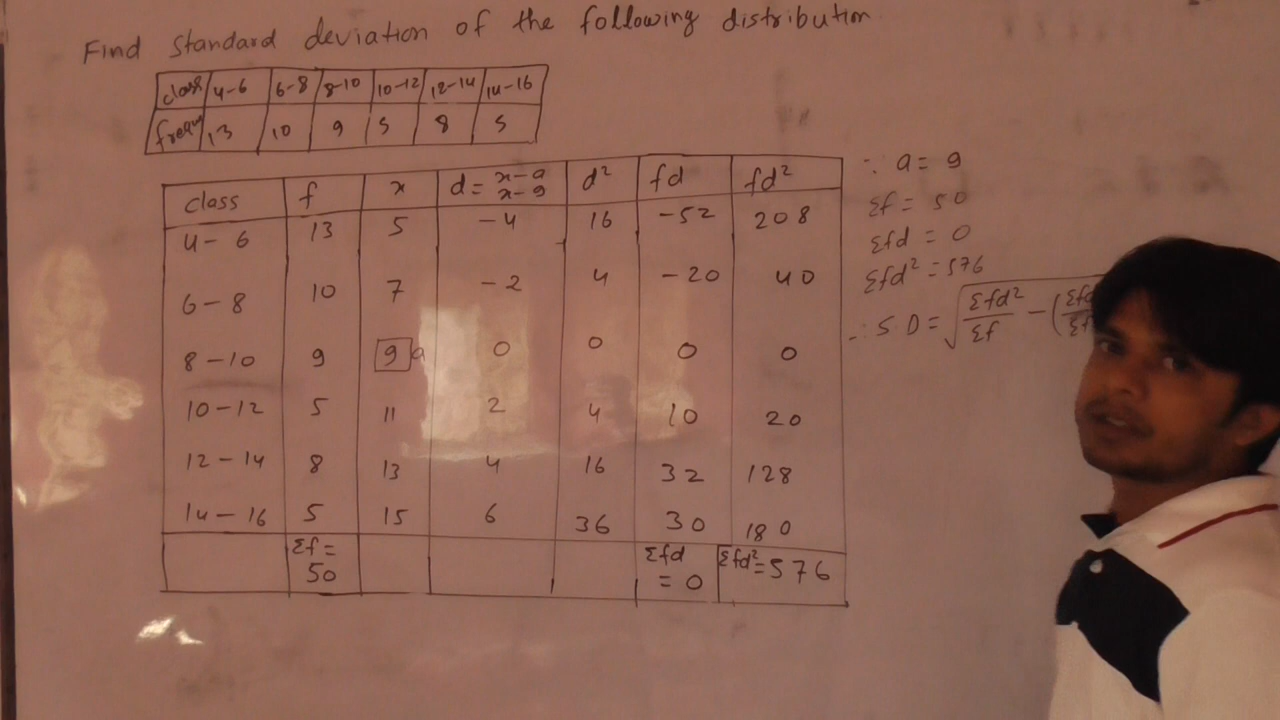 Find standard deviation of the following distribution
class 4-6 6-8 8-10 10-12 12-14 14-16
13 10 9 5 8 5
class f x d = x-a x-9 d² fd fd²
4-6 13 5 -4 16 -52 208
6-8 10 7 -2 4 -20 40
8-10 9 9 a 0 0 0 0
10-12 5 11 2 4 10 20
12-14 8 13 4 16 32 128
14-16 5 15 6 36 30 180
Σf = 50 Σfd = 0 Σfd² = 576
∵ a = 9
Σf = 50
Σfd = 0
Σfd² = 576
∴ S.D = √Σfd²/Σf - (Σfd/Σf